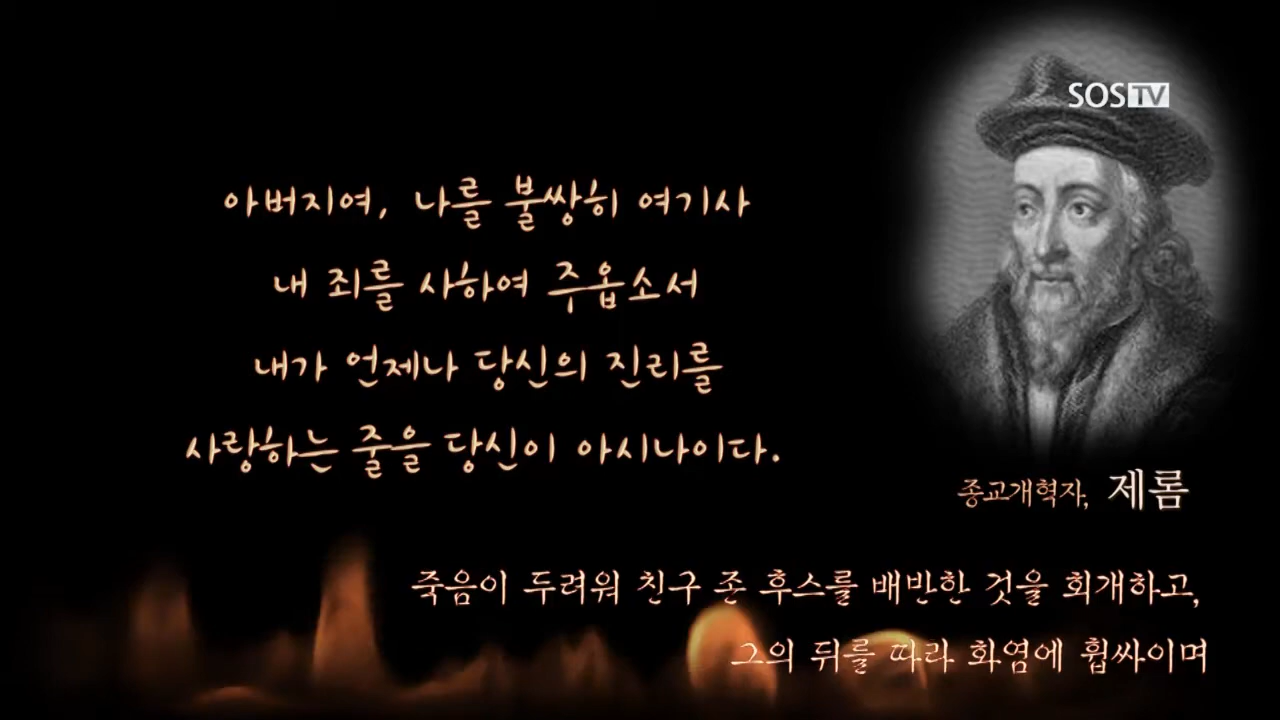 SOSTV
아버지여, 나를 불쌍히 여기사
내 죄를 사하여 주옵소서
내가 언제나 당신의 진리를
사랑하는 줄을 당신이 아시나이다.
종교개혁자, 제롬
죽음이 두려워 친구 존 후스를 배반한 것을 회개하고,
그의 뒤를 따라 화염에 휩싸이며